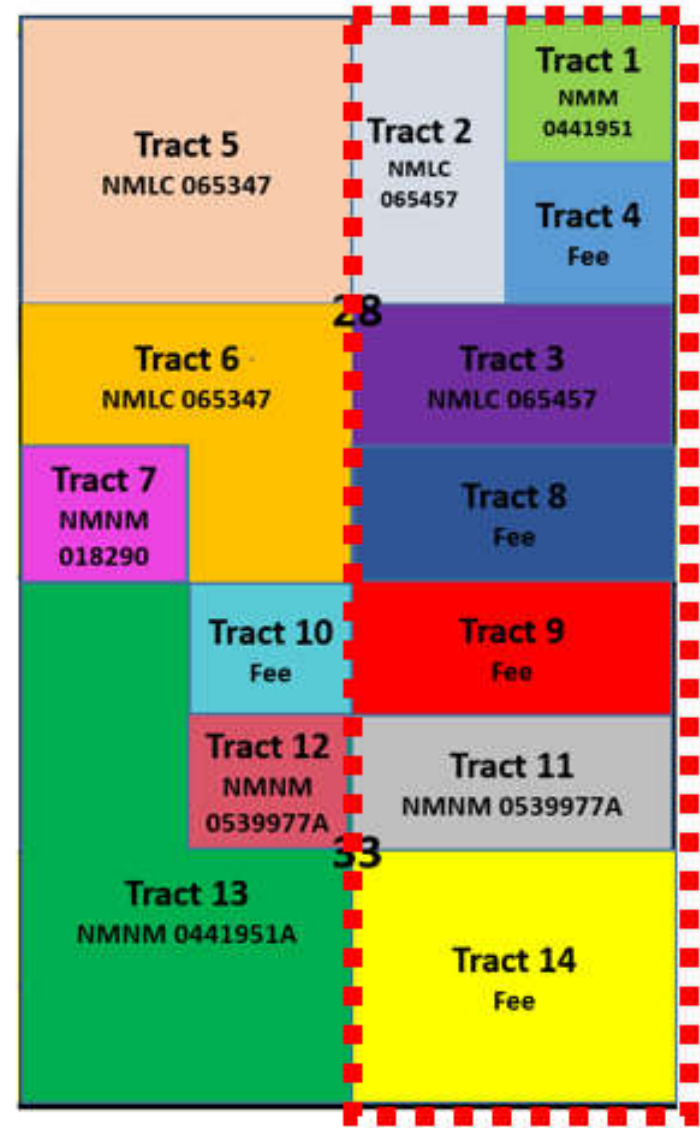 Tract 5
NMLC 065347
Tract 2
NMLC
065457
Tract 1
NMM
0441951
Tract 4
Fee
28
Tract 6
NMLC 065347
Tract 3
NMLC 065457
Tract 7
NMNM
018290
Tract 8
Fee
Tract 10
Fee
Tract 9
Fee
Tract 12
NMNM
0539977A
Tract 11
NMNM 0539977A
33
Tract 13
NMNM 0441951A
Tract 14
Fee